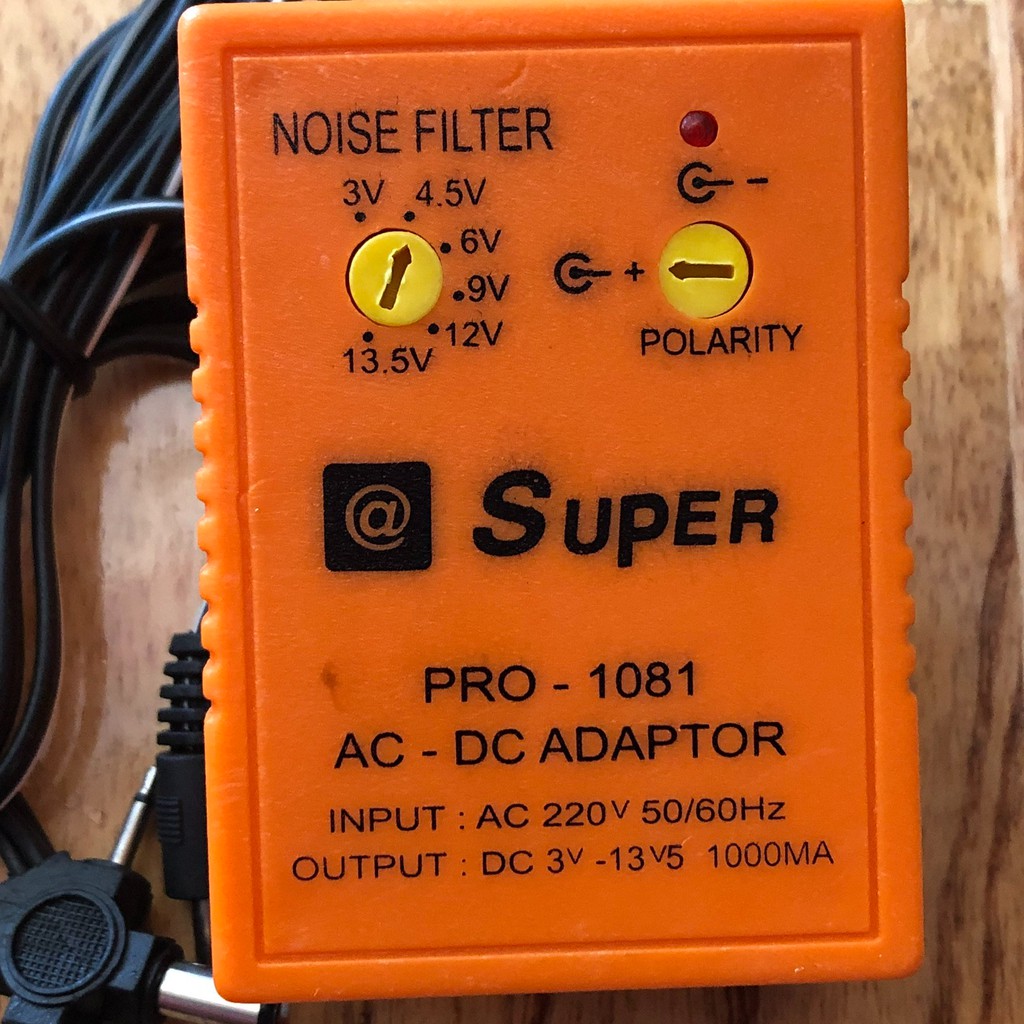 NOISE FILTER
3V 4.5V
6V
9V
12V
13.5V
-
+
POLARITY
@ SUPER
PRO - 1081
AC - DC ADAPTOR
INPUT : AC 220V 50/60Hz
OUTPUT : DC 3V -13V5 1000MA